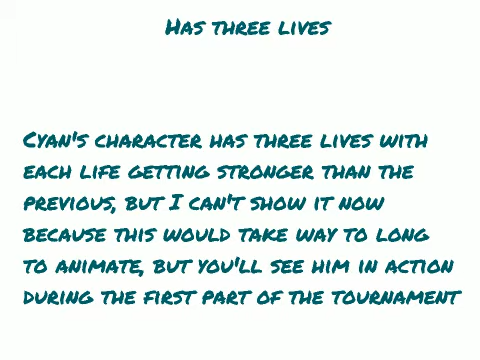 Has three lives
Cyan's character has three lives with
each life getting stronger than the
previous, but I can't show it now
because this would take way to long
to animate, but you'll see him in action
during the first part of the tournament